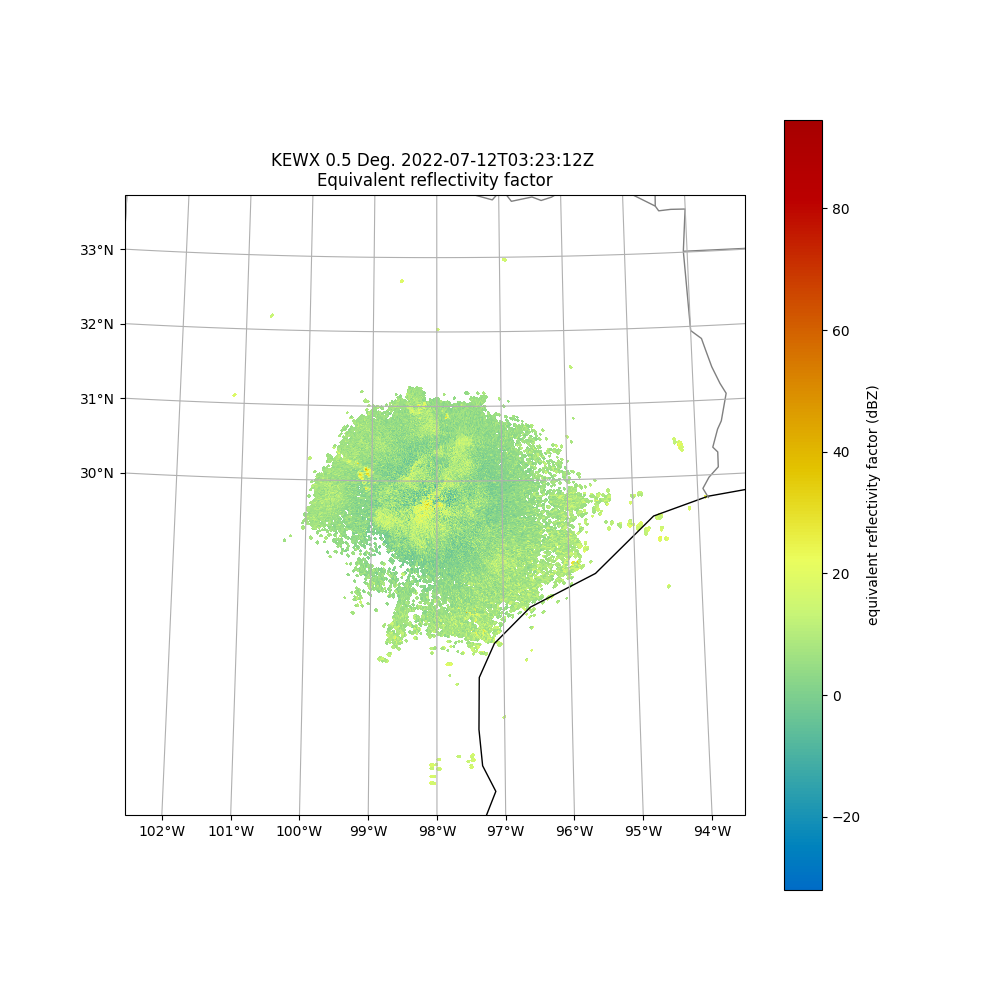 KEWX 0.5 Deg. 2022-07-12T03:23:12Z
Equivalent reflectivity factor
33°N
32°N
31°N
30°N
102°W
101°W
100°W
99°W
98°W
97°W
96°W
95°W
94°W
80
60
40
20
0
−20
equivalent reflectivity factor (dBZ)